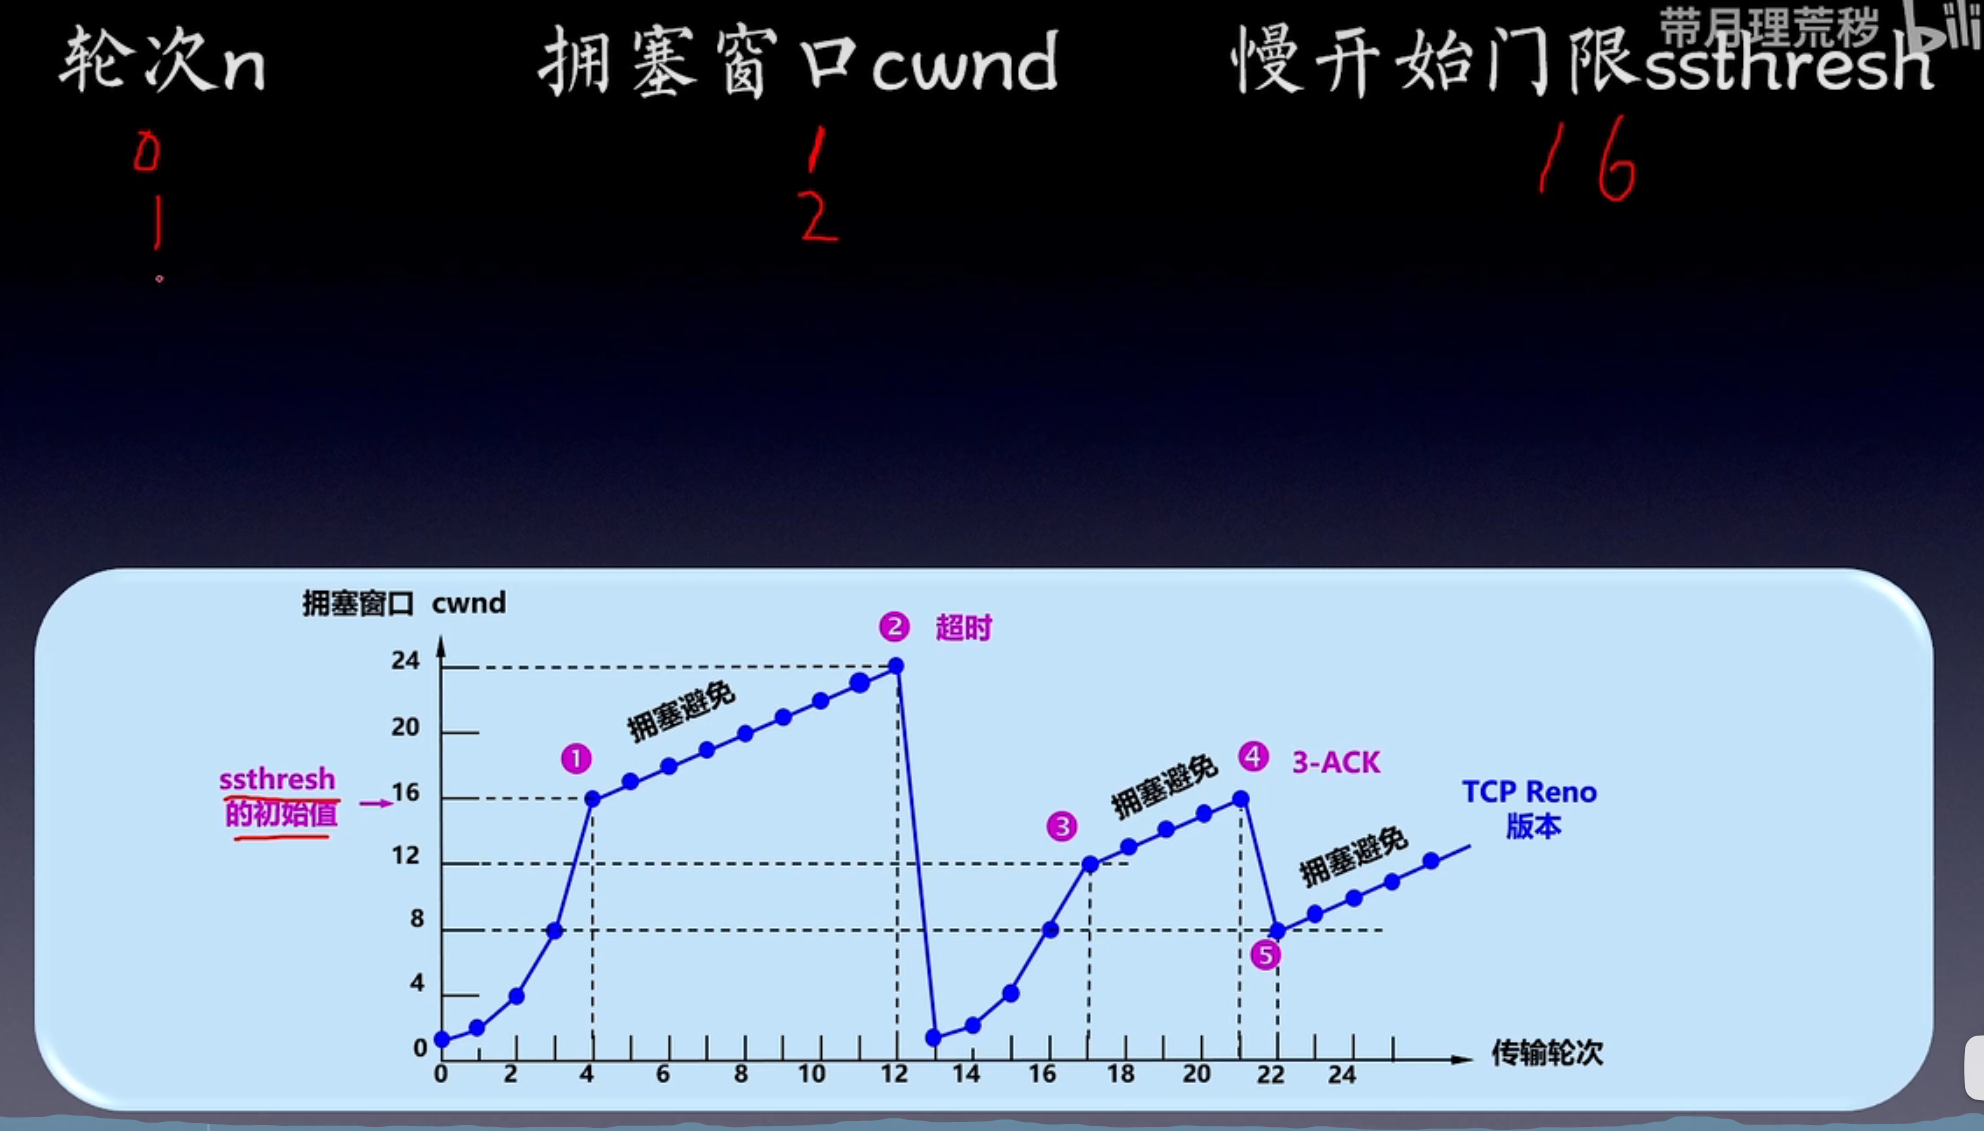 带月理荒秽 bili
轮次n 拥塞窗口cwnd 慢开始门限ssthresh
0 1 16
1 2
拥塞窗口 cwnd
24
20
16
12
8
4
0
ssthresh
的初始值
① 拥塞避免 ② 超时
③ 拥塞避免 ④ 3-ACK
⑤ 拥塞避免
TCP Reno
版本
0 2 4 6 8 10 12 14 16 18 20 22 24
传输轮次